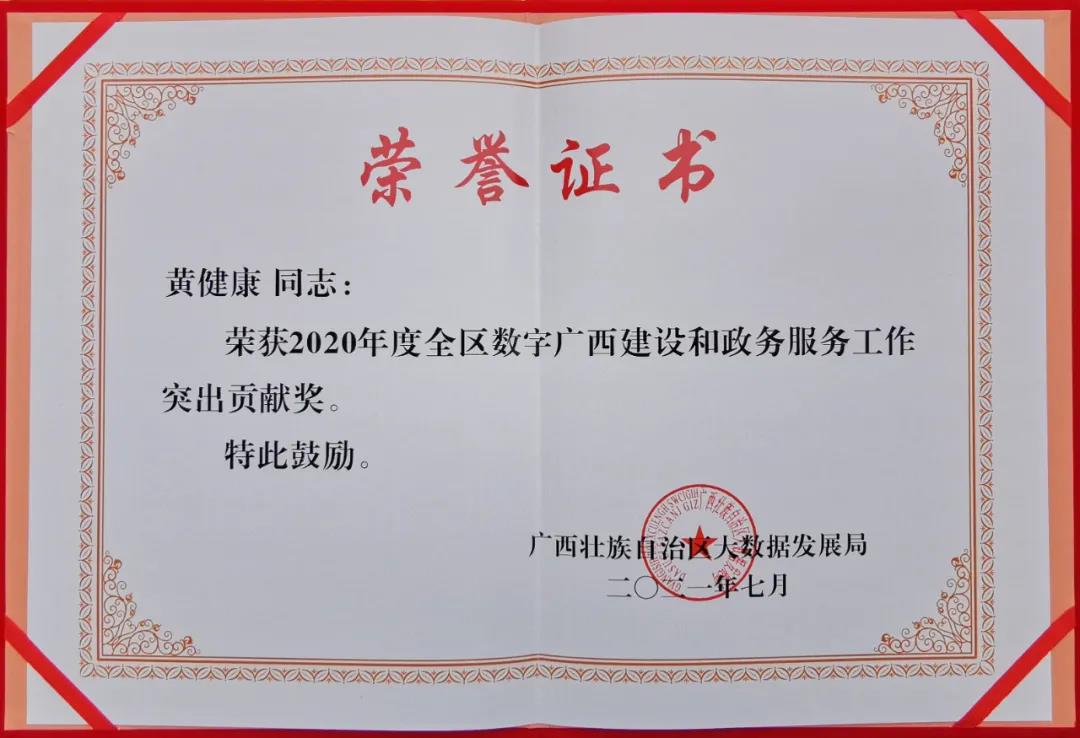 荣誉证书
黄健康 同志：
荣获2020年度全区数字广西建设和政务服务工作
突出贡献奖。
特此鼓励。
广西壮族自治区大数据发展局
二〇二一年七月